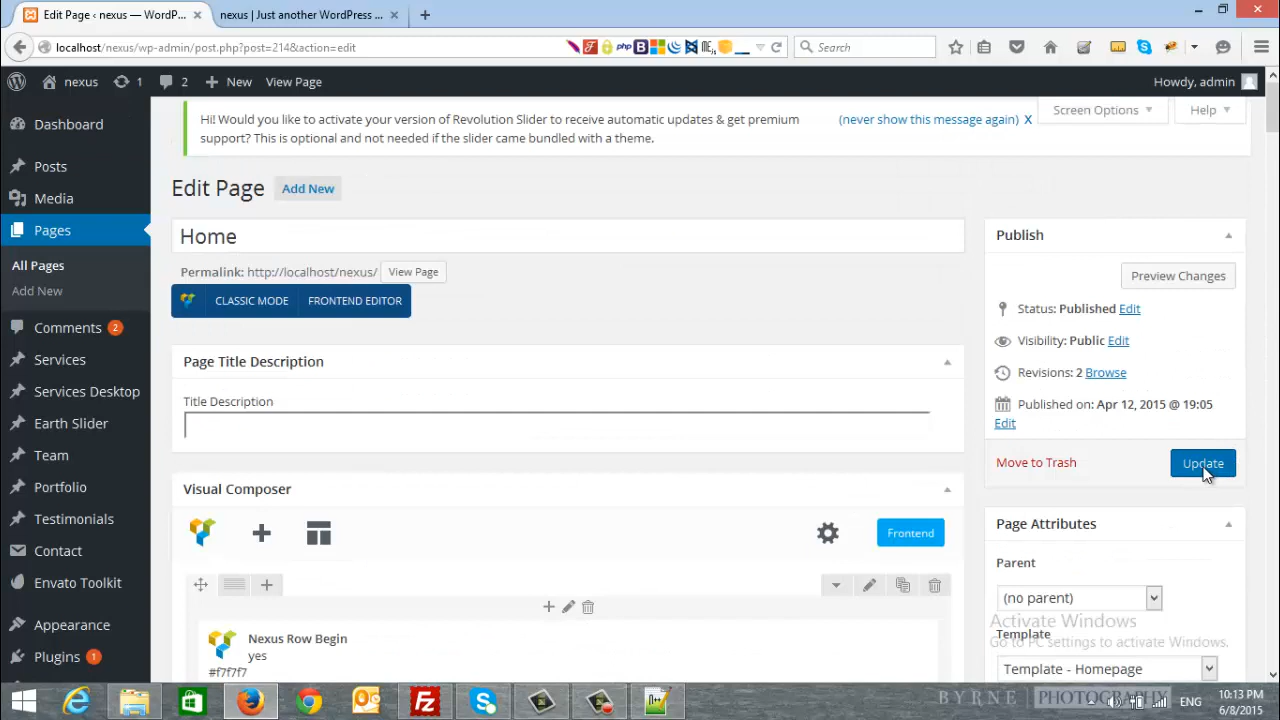 Edit Page ‹ nexus — WordP...
nexus | Just another WordPress ...
localhost/nexus/wp-admin/post.php?post=214&action=edit
php
Search
nexus
1
2
New
View Page
Howdy, admin
Hi! Would you like to activate your version of Revolution Slider to receive automatic updates & get premium
support? This is optional and not needed if the slider came bundled with a theme.
(never show this message again) X
Screen Options
Help
Dashboard
Posts
Media
Pages
All Pages
Add New
Comments 2
Services
Services Desktop
Earth Slider
Team
Portfolio
Testimonials
Contact
Envato Toolkit
Appearance
Plugins 1
Edit Page Add New
Home
Permalink: http://localhost/nexus/ View Page
CLASSIC MODE FRONTEND EDITOR
Page Title Description
Title Description
Visual Composer
Frontend
Nexus Row Begin
yes
#f7f7f7
Publish
Preview Changes
Status: Published Edit
Visibility: Public Edit
Revisions: 2 Browse
Published on: Apr 12, 2015 @ 19:05
Edit
Move to Trash
Update
Page Attributes
Parent
(no parent)
Activate Windows
Go to PC settings to activate Windows.
Template
Template - Homepage
BYRNE PHOTOGRAPHX
ENG
10:13 PM
6/8/2015